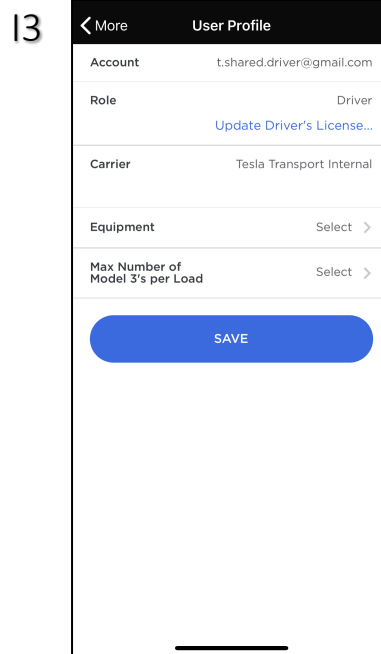 13
More
User Profile
Account
t.shared.driver@gmail.com
Role
Driver
Update Driver's License...
Carrier
Tesla Transport Internal
Equipment
Select
Max Number of
Model 3's per Load
Select
SAVE